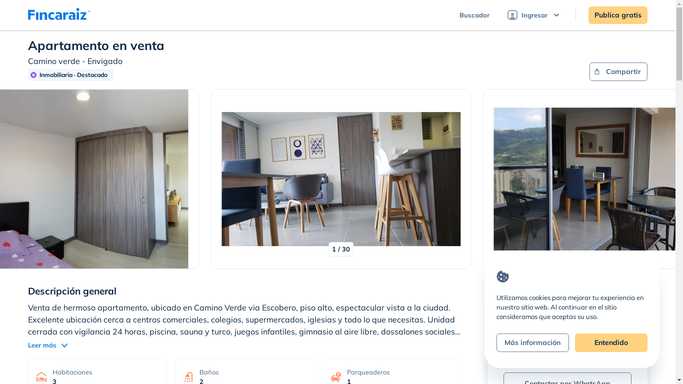 Fincaraiz
Buscador
Ingresar
Publica gratis
Apartamento en venta
Camino verde - Envigado
Inmobiliaria · Destacado
Compartir
1 / 30
Descripción general
Venta de hermoso apartamento, ubicado en Camino Verde via Escobero, piso alto, espectacular vista a la ciudad.
Excelente ubicación cerca a centros comerciales, colegios, supermercados, iglesias y todo lo que necesitas. Unidad
cerrada con vigilancia 24 horas, piscina, sauna y turco, juegos infantiles, gimnasio al aire libre, dossalones sociales...
Leer más
Habitaciones
3
Baños
2
Parqueaderos
1
Utilizamos cookies para mejorar tu experiencia en
nuestro sitio web. Al continuar en el sitio
consideramos que aceptas su uso.
Más información
Entendido
Contactar por WhatsApp